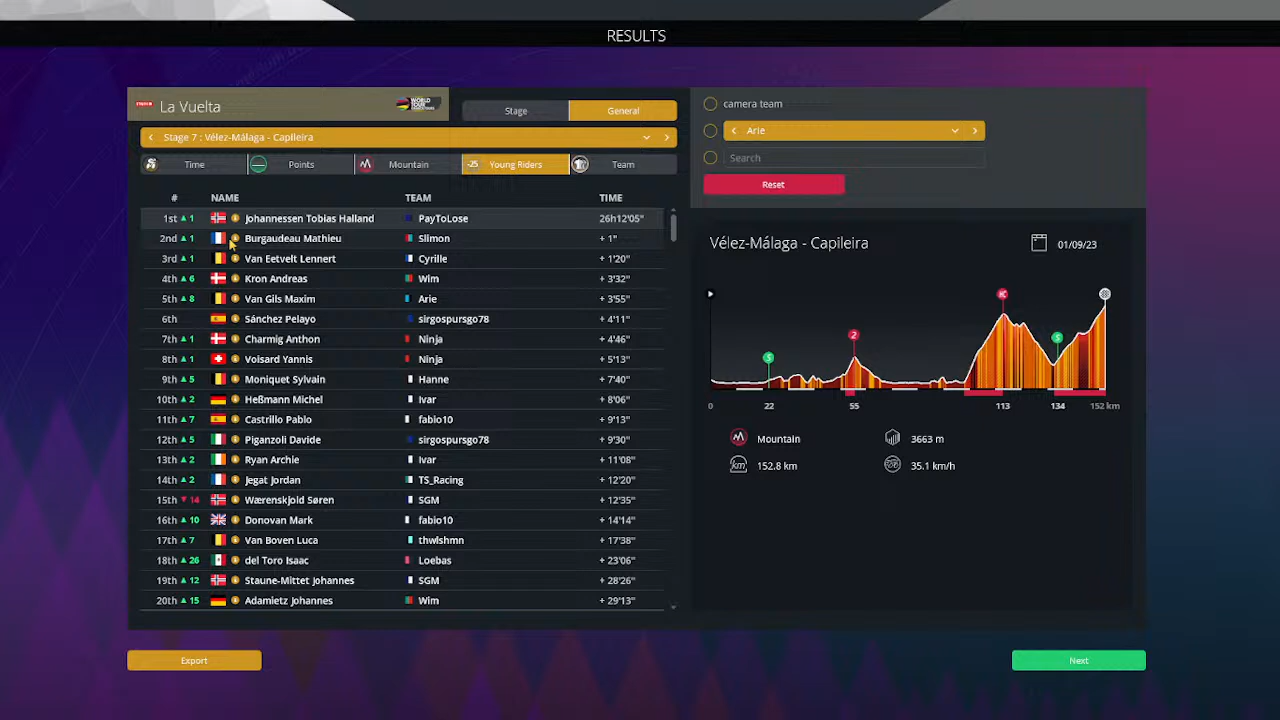 RESULTS
La Vuelta
WORLD TOUR
Stage General
Stage 7 : Vélez-Málaga - Capileira
Time Points Mountain -25 Young Riders Team
# NAME TEAM TIME
1st ▲ 1 Johannessen Tobias Halland PayToLose 26h12'05''
2nd ▲ 1 Burgaudeau Mathieu Slimon + 1''
3rd ▲ 1 Van Eetvelt Lennert Cyrille + 1'20''
4th ▲ 6 Kron Andreas Wim + 3'32''
5th ▲ 8 Van Gils Maxim Arie + 3'55''
6th Sánchez Pelayo sirgospursgo78 + 4'11''
7th ▲ 1 Charmig Anthon Ninja + 4'46''
8th ▲ 1 Voisard Yannis Ninja + 5'13''
9th ▲ 5 Moniquet Sylvain Hanne + 7'40''
10th ▲ 2 Heßmann Michel Ivar + 8'06''
11th ▲ 7 Castrillo Pablo fablo10 + 9'13''
12th ▲ 5 Piganzoli Davide sirgospursgo78 + 9'30''
13th ▲ 2 Ryan Archie Ivar + 11'08''
14th ▲ 2 Jegat Jordan TS_Racing + 12'20''
15th ▼ 14 Wærenskjold Søren SGM + 12'35''
16th ▲ 10 Donovan Mark fablo10 + 14'14''
17th ▲ 7 Van Boven Luca thwlshmn + 17'38''
18th ▲ 26 del Toro Isaac Loebas + 23'06''
19th ▲ 12 Staune-Mittet Johannes SGM + 28'26''
20th ▲ 15 Adamietz Johannes Wim + 29'13''
camera team
Arie
Search
Reset
Vélez-Málaga - Capileira 01/09/23
HC
2
S
S
0 22 55 113 134 152 km
Mountain 3663 m
km 152.8 km 35.1 km/h
Export Next